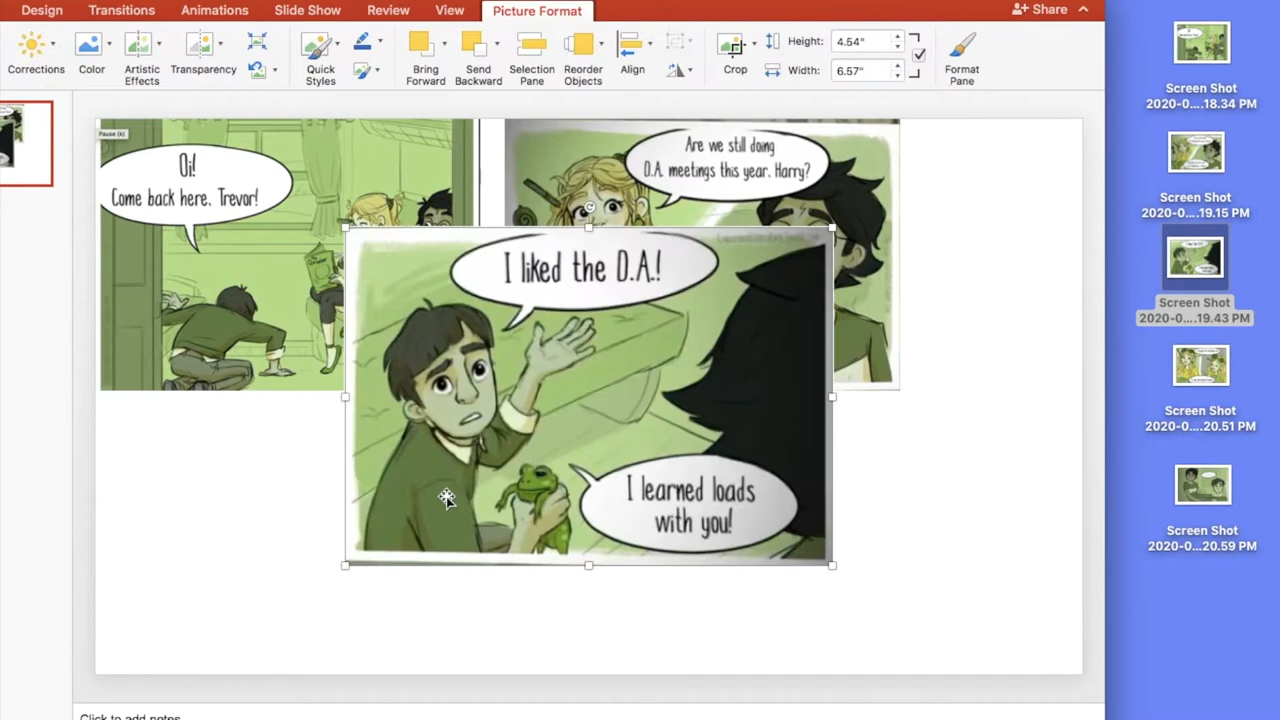 Design Transitions Animations Slide Show Review View Picture Format Share
Corrections Color Artistic Effects Transparency Quick Styles Bring Forward Send Backward Selection Pane Reorder Objects Align Crop Height: 4.54" Format Pane
Width: 6.57"
Pause (k)
Oi!
Come back here, Trevor!
Are we still doing
D.A. meetings this year, Harry?
I liked the D.A.!
I learned loads
with you!
Click to add notes
Screen Shot
2020-0....18.34 PM
Screen Shot
2020-0....19.15 PM
Screen Shot
2020-0....19.43 PM
Screen Shot
2020-0...20.51 PM
Screen Shot
2020-0...20.59 PM